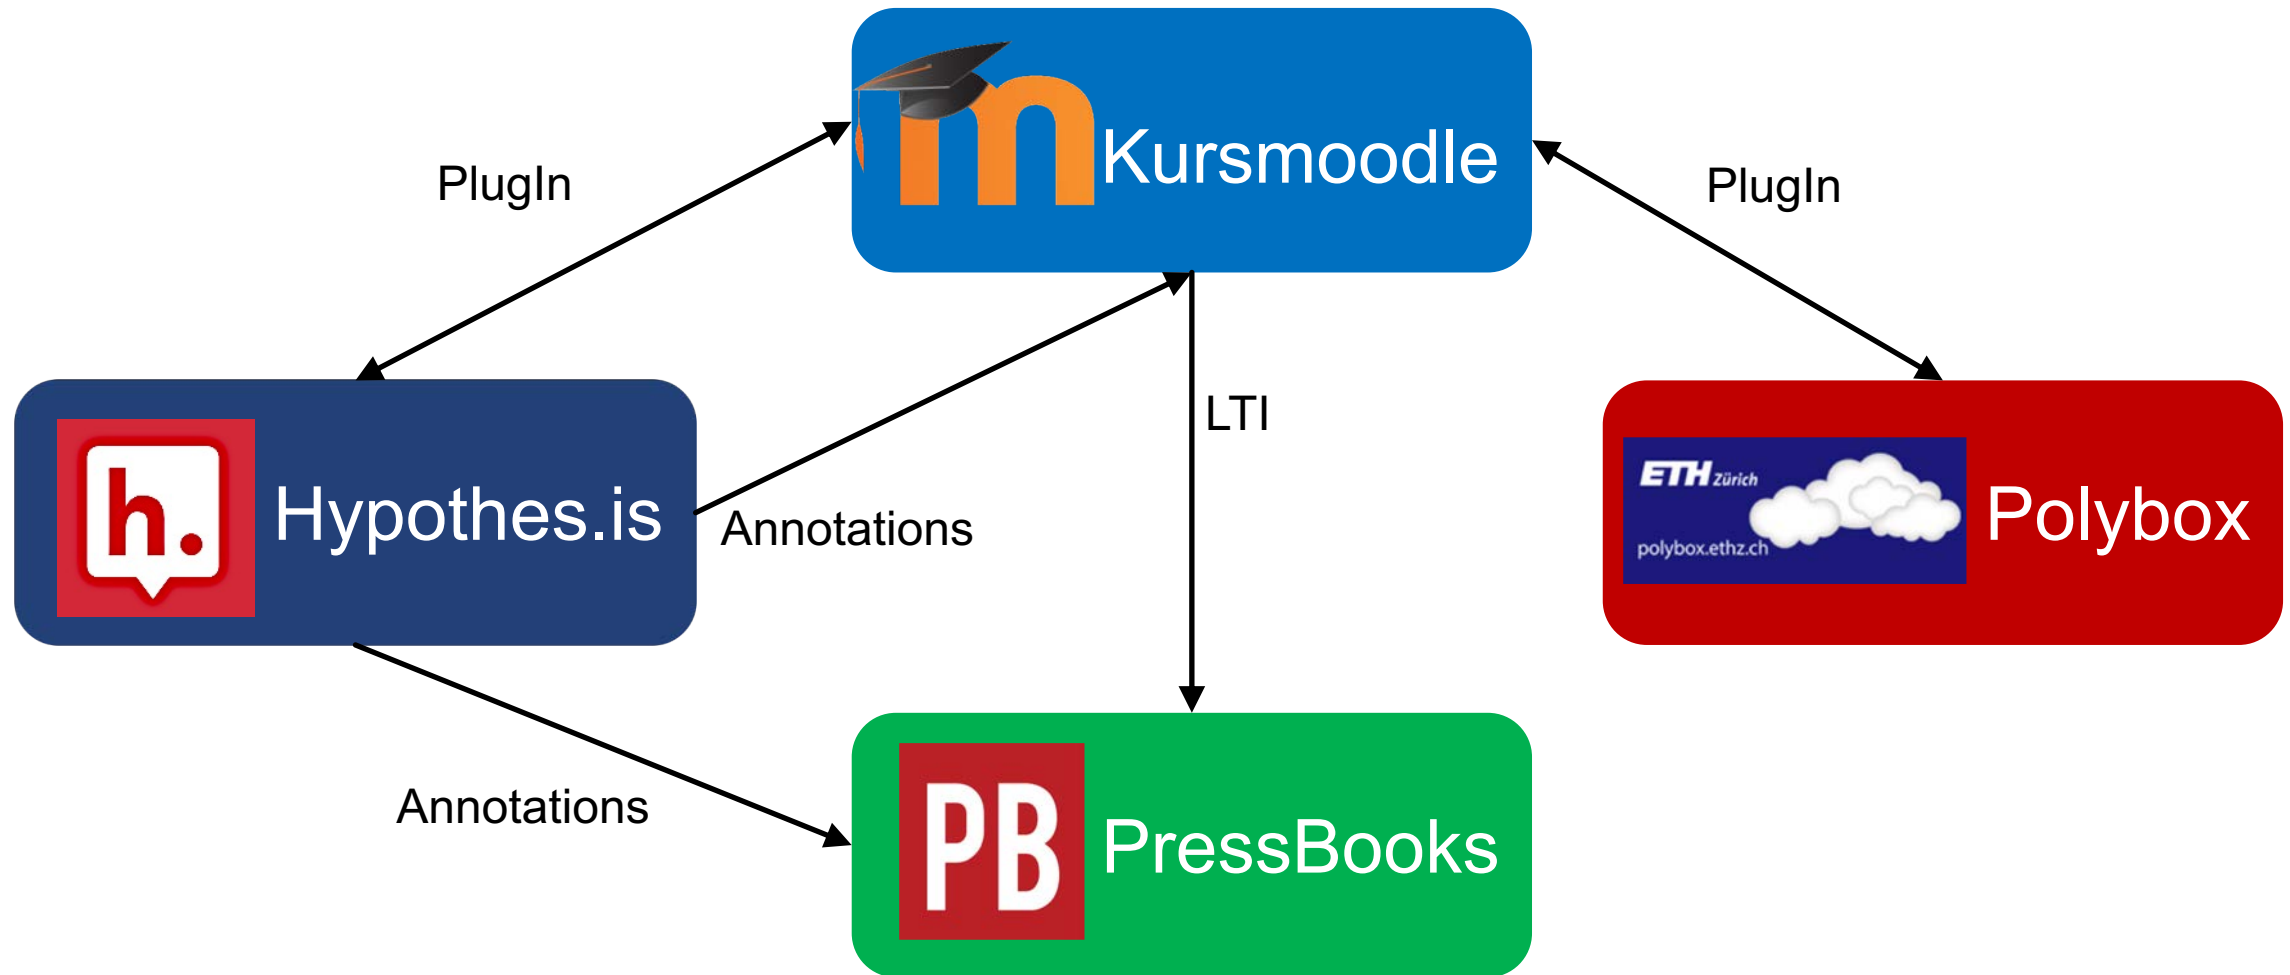 m
Kursmoodle
PlugIn
PlugIn
LTI
h.
Hypothes.is
Annotations
ETH Zürich
polybox.ethz.ch
Polybox
Annotations
PB
PressBooks